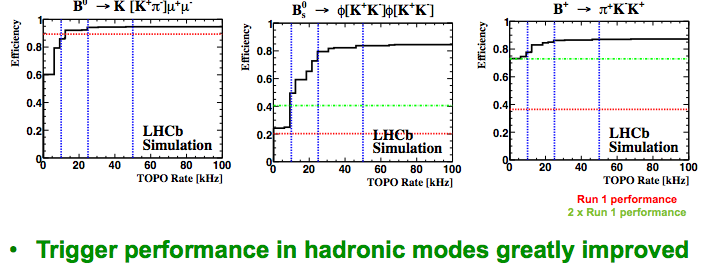 B⁰ → K [K⁺π⁻]μ⁺μ⁻
Efficiency
1
0.8
0.6
0.4
0.2
0
LHCb
Simulation
0 20 40 60 80 100
TOPO Rate [kHz]
B⁰ₛ → ϕ[K⁺K⁻]ϕ[K⁺K⁻]
Efficiency
1
0.8
0.6
0.4
0.2
0
LHCb
Simulation
0 20 40 60 80 100
TOPO Rate [kHz]
B⁺ → π⁺K⁻K⁺
Efficiency
1
0.8
0.6
0.4
0.2
0
LHCb
Simulation
0 20 40 60 80 100
TOPO Rate [kHz]
Run 1 performance
2 x Run 1 performance
• Trigger performance in hadronic modes greatly improved